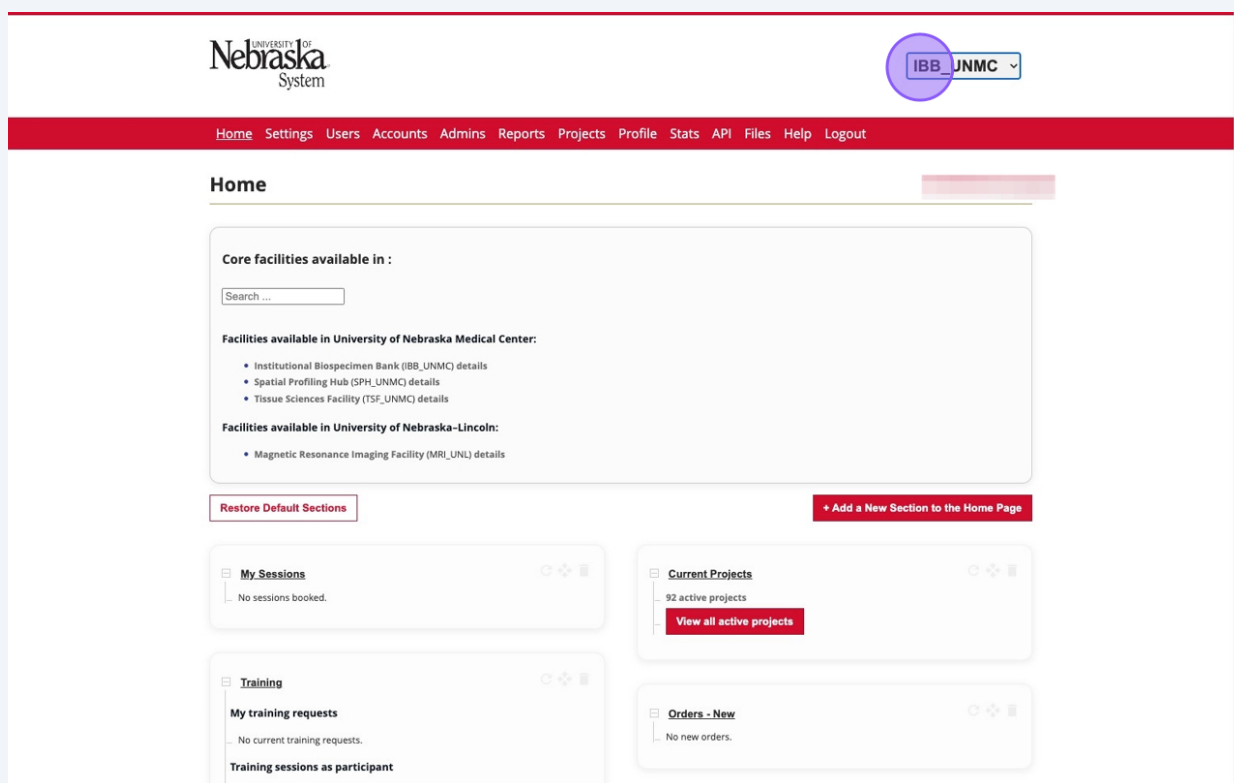 UNIVERSITY OF
Nebraska
System
IBB_UNMC
Home Settings Users Accounts Admins Reports Projects Profile Stats API Files Help Logout
Home
Core facilities available in :
Search ...
Facilities available in University of Nebraska Medical Center:
Institutional Biospecimen Bank (IBB_UNMC) details
Spatial Profiling Hub (SPH_UNMC) details
Tissue Sciences Facility (TSF_UNMC) details
Facilities available in University of Nebraska–Lincoln:
Magnetic Resonance Imaging Facility (MRI_UNL) details
Restore Default Sections
+ Add a New Section to the Home Page
My Sessions
No sessions booked.
Current Projects
92 active projects
View all active projects
Training
My training requests
No current training requests.
Training sessions as participant
Orders - New
No new orders.